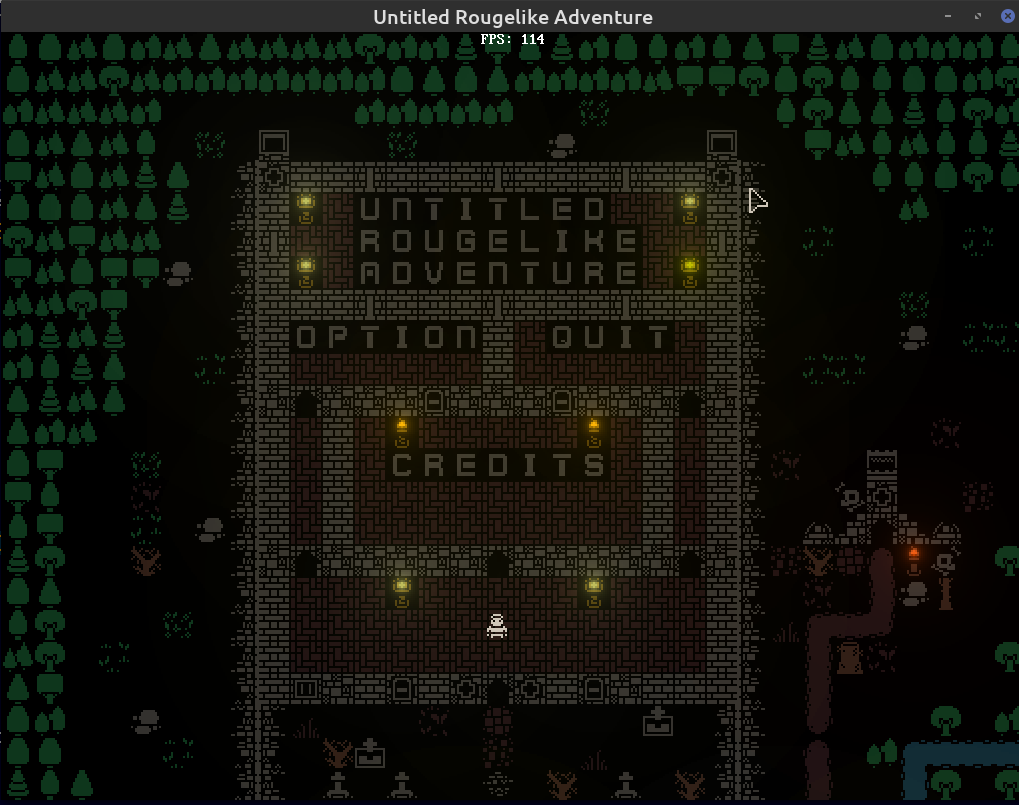 Untitled Rougelike Adventure
FPS: 114
UNTITLED
ROUGELIKE
ADVENTURE
OPTION QUIT
CREDITS